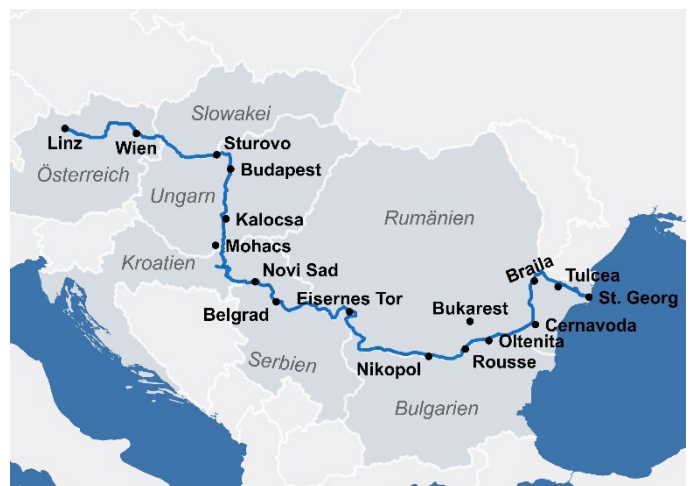 Slowakei
Linz
Wien
Sturovo
Österreich
Budapest
Ungarn
Kalocsa
Rumänien
Mohacs
Kroatien
Novi Sad
Braila
Tulcea
Belgrad
Eisernes Tor
Bukarest
St. Georg
Cernavoda
Oltenita
Serbien
Nikopol
Rousse
Bulgarien